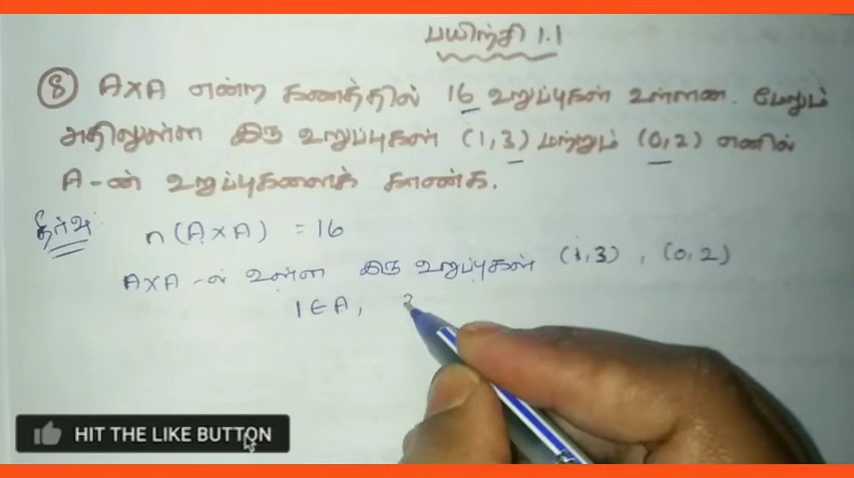 பயிற்சி 1.1
⑧ A×A என்ற கணத்தில் 16 உறுப்புகள் உள்ளன. மேலும்
அதிலுள்ள இரு உறுப்புகள் (1,3) மற்றும் (0,2) எனில்
A-ன் உறுப்புகளைக் காண்க.
தீர்வு:
n (A×A) = 16
A×A -ல் உள்ள இரு உறுப்புகள் (1,3), (0,2)
1∈A,
HIT THE LIKE BUTTON